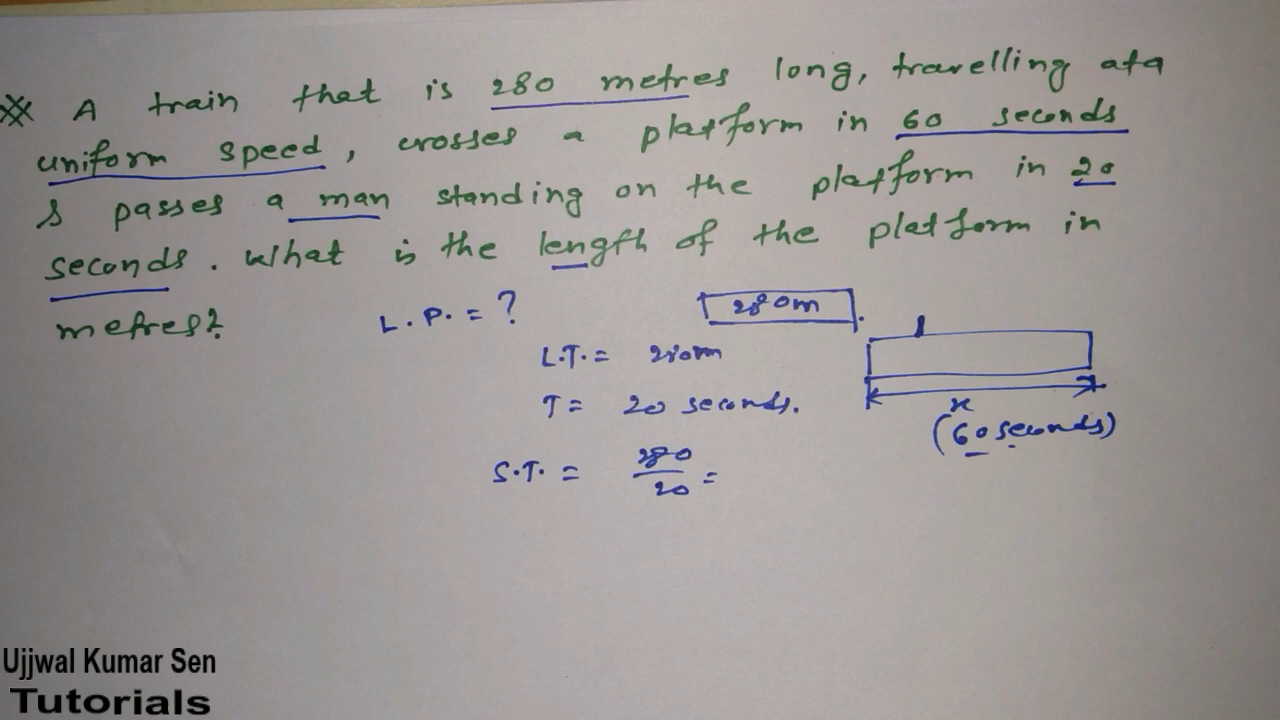 ※ A train that is 280 metres long, travelling at a
uniform speed, crosses a platform in 60 seconds
& passes a man standing on the platform in 20
seconds. What is the length of the platform in
metres?
L.P. = ?
280m
L.T. = 280m
T = 20 seconds.
x
(60 seconds)
S.T. = 280/20 =
Ujjwal Kumar Sen
Tutorials